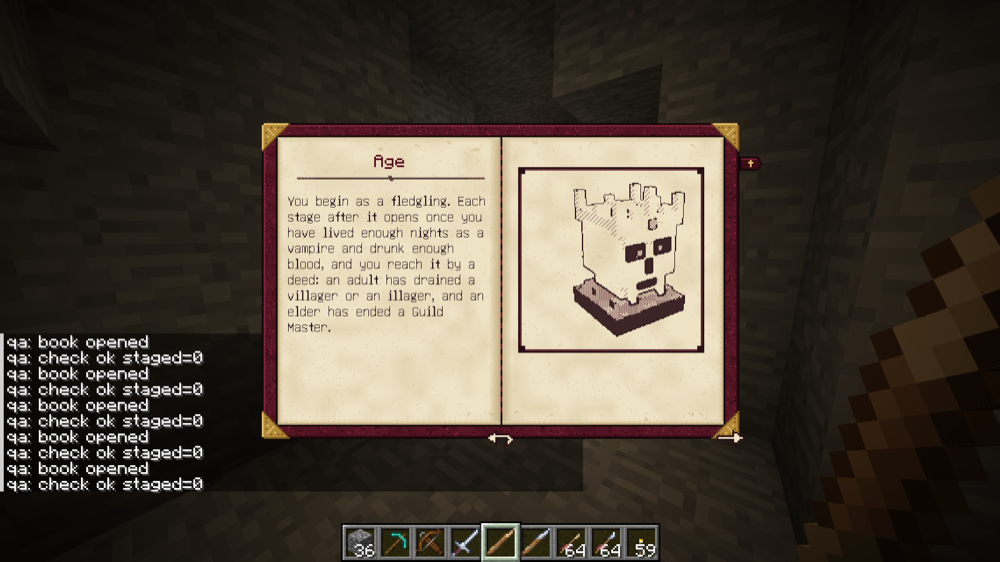 Age
You begin as a fledgling. Each
stage after it opens once you
have lived enough nights as a
vampire and drunk enough
blood, and you reach it by a
deed: an adult has drained a
villager or an illager, and an
elder has ended a Guild
Master.
qa: book opened
qa: check ok staged=0
qa: book opened
qa: check ok staged=0
qa: book opened
qa: check ok staged=0
qa: book opened
qa: check ok staged=0
qa: book opened
qa: check ok staged=0
36 64 64 59